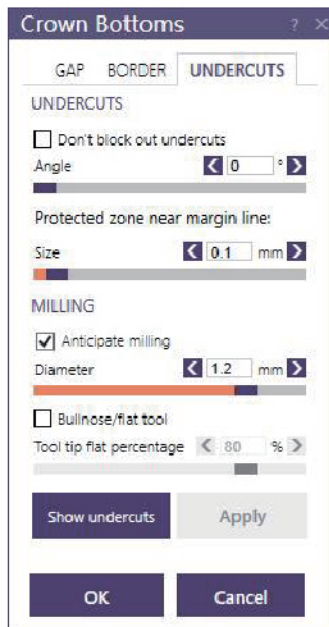 Crown Bottoms ? ×
GAP BORDER UNDERCUTS
UNDERCUTS
Don't block out undercuts
Angle 0 °
Protected zone near margin line:
Size 0.1 mm
MILLING
Anticipate milling
Diameter 1.2 mm
Bullnose/flat tool
Tool tip flat percentage 80 %
Show undercuts Apply
OK Cancel